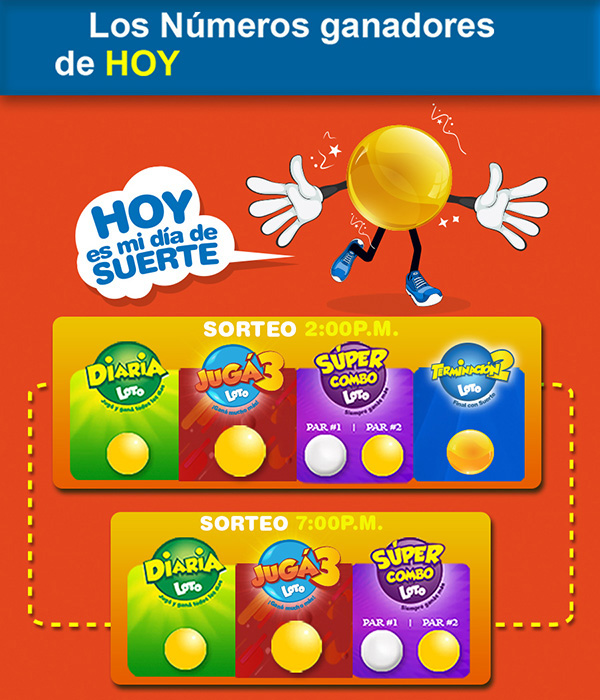 Los Números ganadores
de HOY
HOY
es mi día de
SUERTE
SORTEO 2:00P.M.
DIARIA
LOTO
Jugá y ganá todos los días
JUGÁ 3
LOTO
¡Ganá mucho más!
SÚPER
COMBO
LOTO
Siempre gana más
PAR #1 | PAR #2
TERMINACIÓN 2
LOTO
Final con Suerte
SORTEO 7:00P.M.
DIARIA
LOTO
Jugá y ganá todos los días
JUGÁ 3
LOTO
¡Ganá mucho más!
SÚPER
COMBO
LOTO
Siempre gana más
PAR #1 | PAR #2